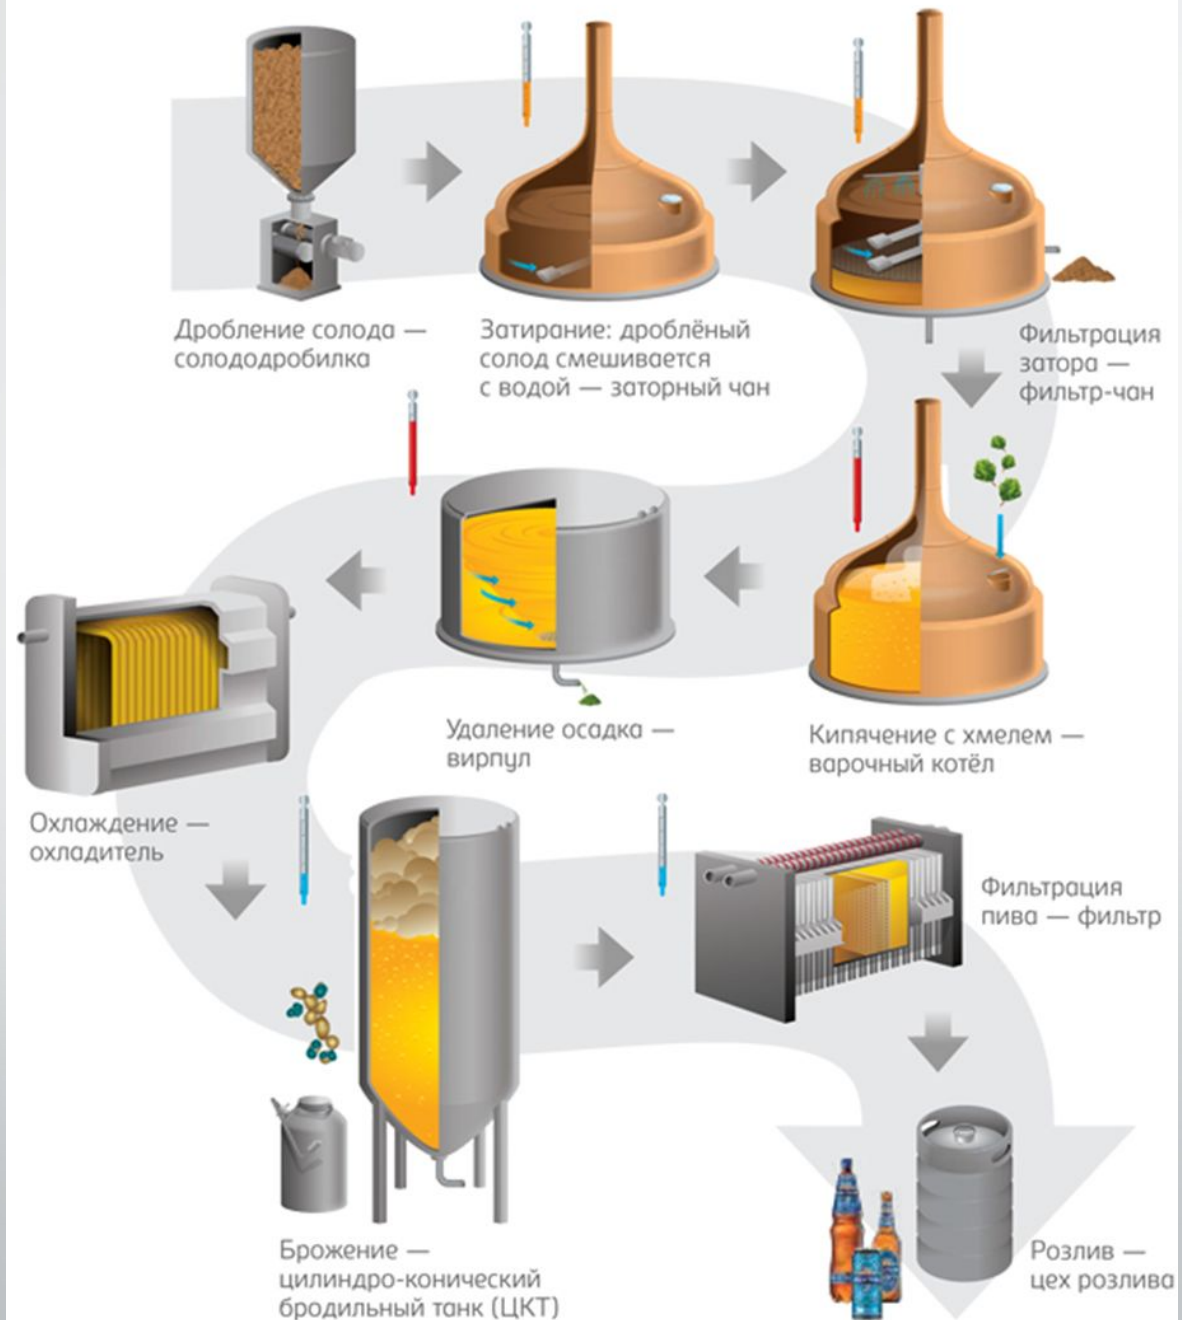 Дробление солода —
солододробилка
Затирание: дроблёный
солод смешивается
с водой — заторный чан
Фильтрация
затора —
фильтр-чан
Кипячение с хмелем —
варочный котёл
Удаление осадка —
вирпул
Охлаждение —
охладитель
Брожение —
цилиндро-конический
бродильный танк (ЦКТ)
Фильтрация
пива — фильтр
Розлив —
цех розлива